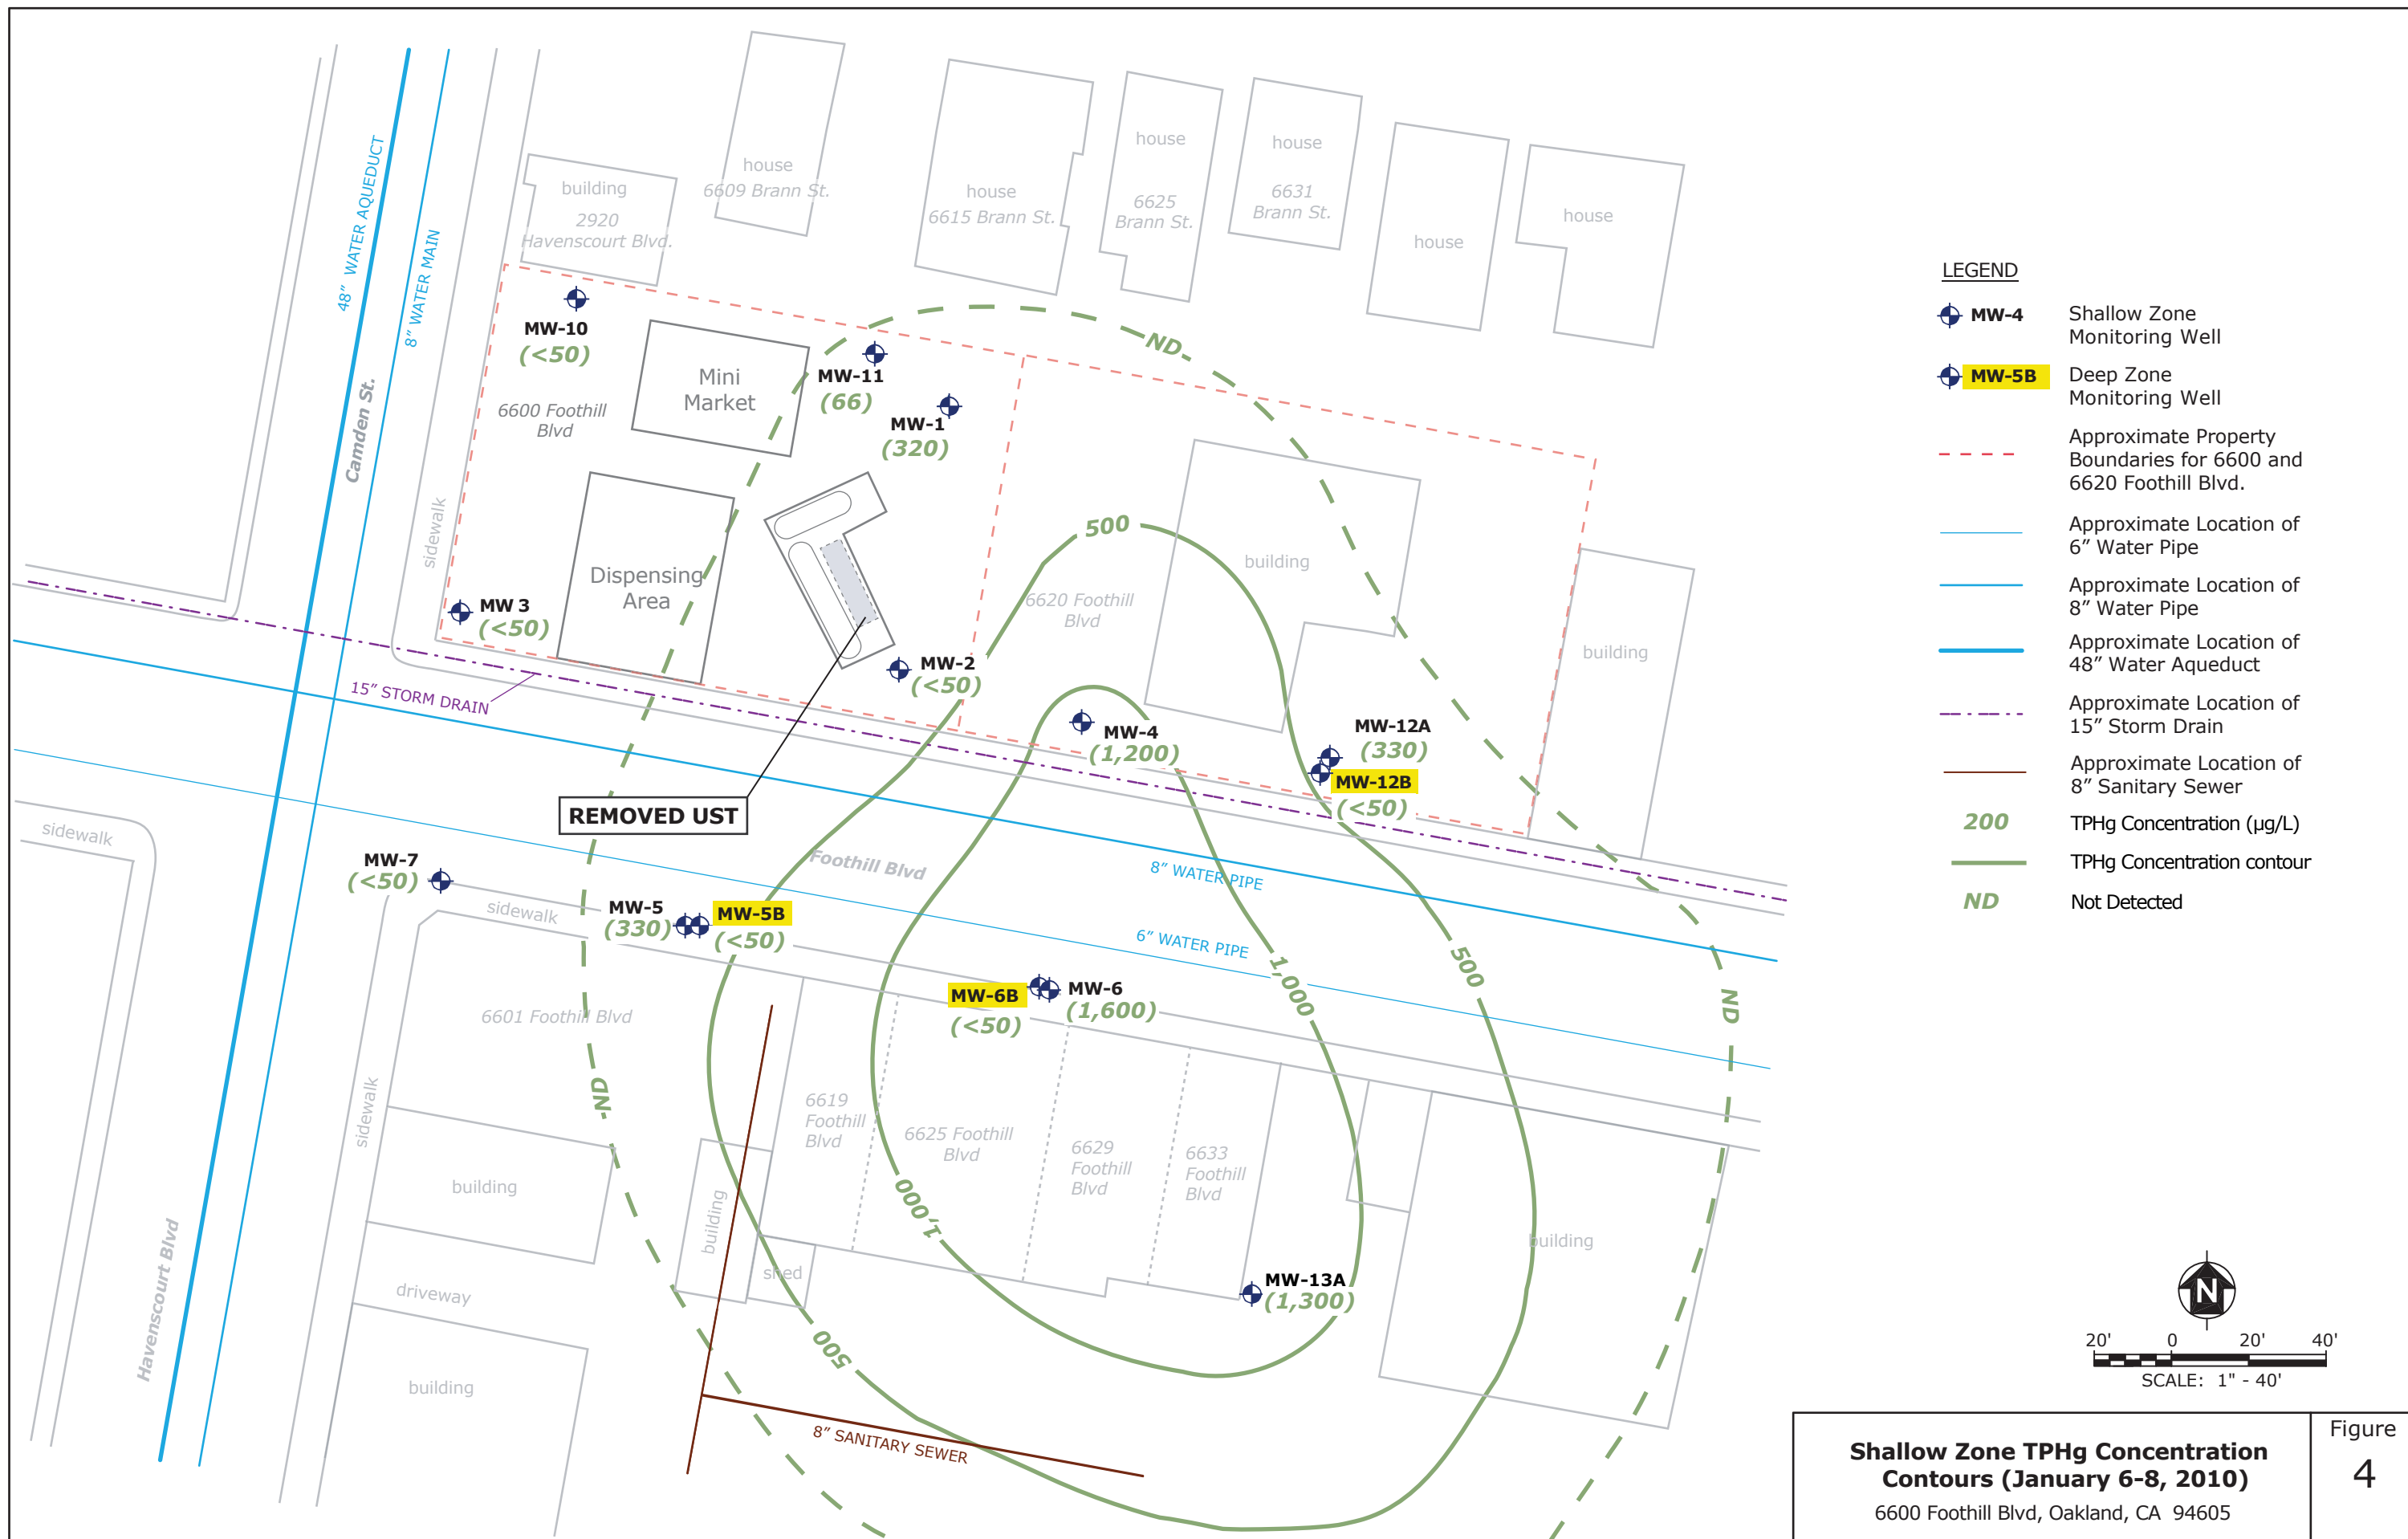 house
6609 Brann St.
house
6615 Brann St.
house
6625
Brann St.
house
6631
Brann St.
house
house
building
2920
Havenscourt Blvd.
48” WATER AQUEDUCT
8” WATER MAIN
Camden St.
sidewalk
MW-10
(<50)
6600 Foothill
Blvd
Mini
Market
MW-11
(66)
MW-1
(320)
ND
500
building
6620 Foothill
Blvd
building
Dispensing
Area
MW 3
(<50)
MW-2
(<50)
15” STORM DRAIN
REMOVED UST
MW-4
(1,200)
MW-12A
(330)
MW-12B
(<50)
sidewalk
MW-7
(<50)
sidewalk
Foothill Blvd
8” WATER PIPE
6” WATER PIPE
MW-5
(330)
MW-5B
(<50)
MW-6B
(<50)
MW-6
(1,600)
1,000
500
ND
6601 Foothill Blvd
ND
sidewalk
6619
Foothill
Blvd
6625 Foothill
Blvd
6629
Foothill
Blvd
6633
Foothill
Blvd
1,000
building
building
shed
building
MW-13A
(1,300)
driveway
500
building
Havenscourt Blvd
8” SANITARY SEWER
LEGEND
MW-4
Shallow Zone
Monitoring Well
MW-5B
Deep Zone
Monitoring Well
Approximate Property
Boundaries for 6600 and
6620 Foothill Blvd.
Approximate Location of
6” Water Pipe
Approximate Location of
8” Water Pipe
Approximate Location of
48” Water Aqueduct
Approximate Location of
15” Storm Drain
Approximate Location of
8” Sanitary Sewer
200
TPHg Concentration (µg/L)
TPHg Concentration contour
ND
Not Detected
N
20' 0 20' 40'
SCALE: 1" - 40'
Shallow Zone TPHg Concentration
Contours (January 6-8, 2010)
6600 Foothill Blvd, Oakland, CA 94605
Figure
4